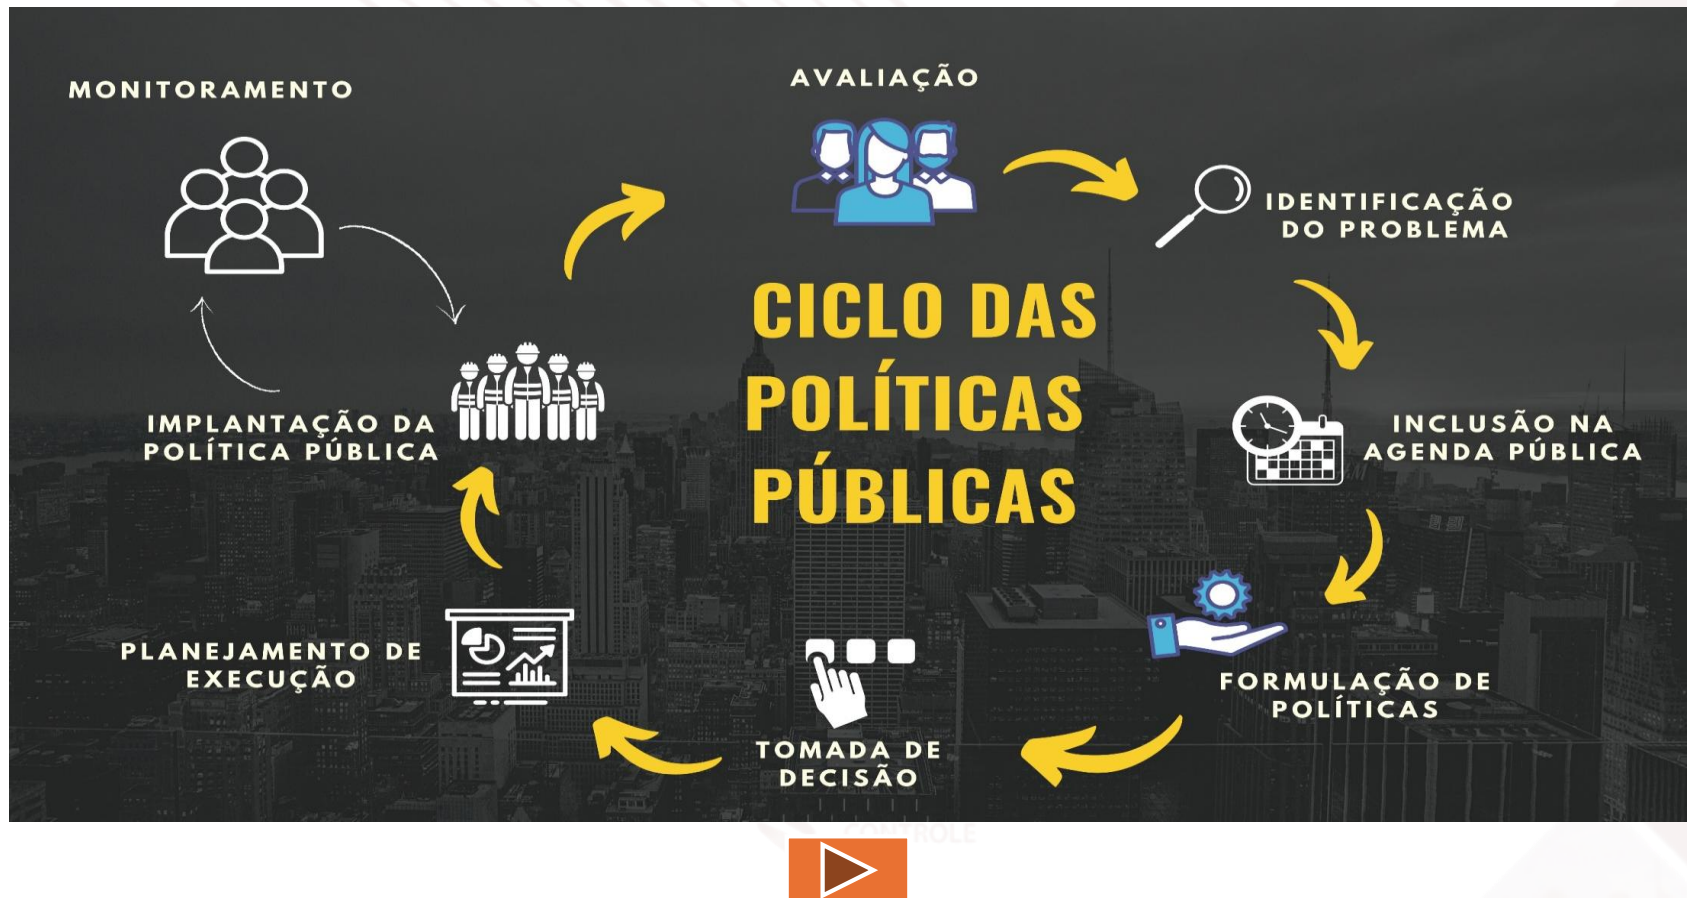 MONITORAMENTO
AVALIAÇÃO
IDENTIFICAÇÃO
DO PROBLEMA
CICLO DAS
POLÍTICAS
PÚBLICAS
IMPLANTAÇÃO DA
POLÍTICA PÚBLICA
INCLUSÃO NA
AGENDA PÚBLICA
PLANEJAMENTO DE
EXECUÇÃO
FORMULAÇÃO DE
POLÍTICAS
TOMADA DE
DECISÃO
CONTROLE